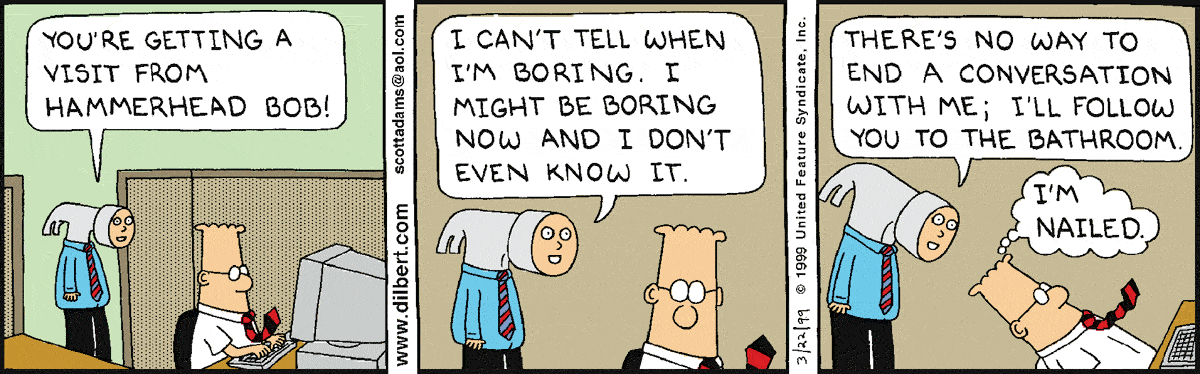 YOU'RE GETTING A
VISIT FROM
HAMMERHEAD BOB!
www.dilbert.com scottadams@aol.com
I CAN'T TELL WHEN
I'M BORING. I
MIGHT BE BORING
NOW AND I DON'T
EVEN KNOW IT.
3/22/99 © 1999 United Feature Syndicate, Inc.
THERE'S NO WAY TO
END A CONVERSATION
WITH ME; I'LL FOLLOW
YOU TO THE BATHROOM.
I'M
NAILED.